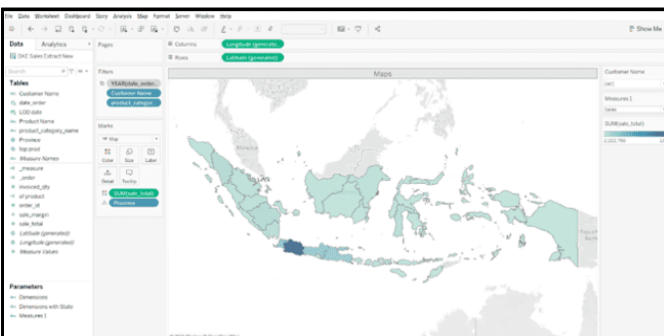 File Data Worksheet Dashboard Story Analysis Map Format Server Window Help
Show Me
Data Analytics
DKE Sales Extract New
Search
Tables
Customer Name
date_order
LOD date
Product Name
product_category_name
Province
top prod
Measure Names
_measure
_order
invoiced_qty
of product
order_id
sale_margin
sale_total
Latitude (generated)
Longitude (generated)
Measure Values
Parameters
Dimensions
Dimensions with State
Measures 1
Pages
Filters
YEAR(date_order...
Customer Name
product_categor..
Marks
Map
Color Size Label
Detail Tooltip
SUM(sale_total)
Province
Columns Longitude (generate..
Rows Latitude (generated)
Maps
Customer Name
(All)
Measures 1
Sales
SUM(sale_total)